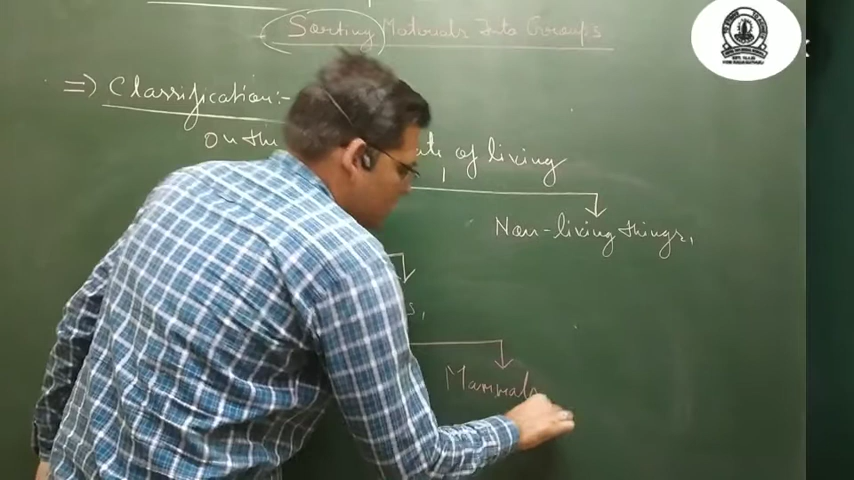 Sorting Materials Into Groups
=> Classification:-
On the
of living
Non-living things,
Mammals